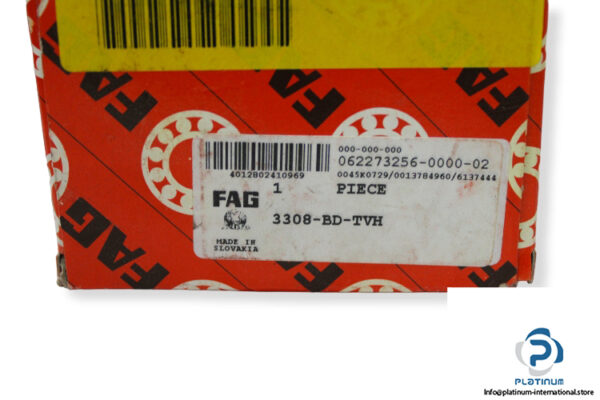 FAG
FAG
FAG
FAG
000-000-000
062273256-0000-02
4012802410969
0045K0729/0013784960/6137444
1 PIECE
FAG
3308-BD-TVH
MADE IN
SLOVAKIA
PLATINUM
Info@platinum-international.store